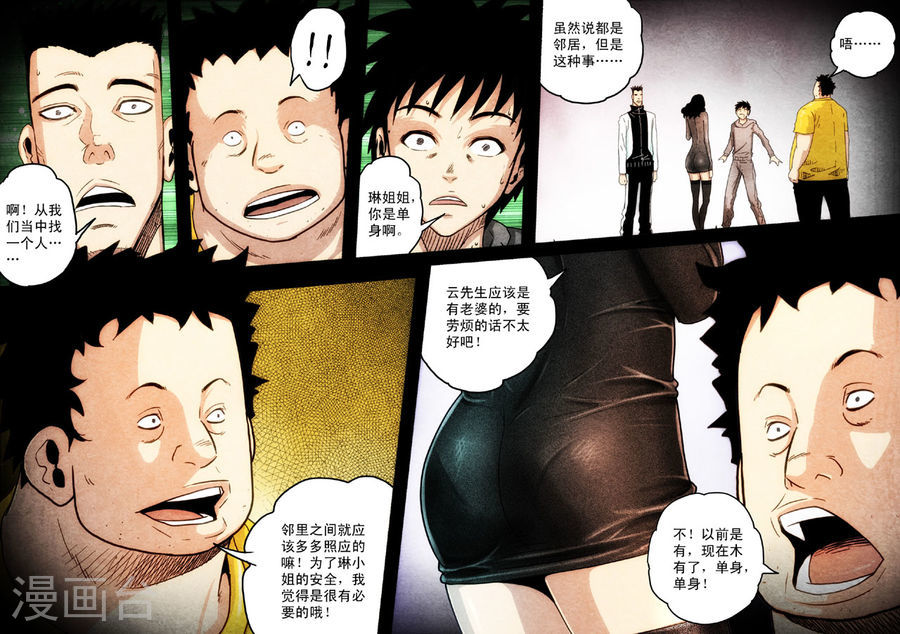 啊！从我
们当中找
一个人…
…
!!
琳姐姐，
你是单
身啊。
虽然说都是
邻居，但是
这种事……
唔……
邻里之间就应
该多多照应的
嘛！为了琳小
姐的安全，我
觉得是很有必
要的哦！
云先生应该是
有老婆的，要
劳烦的话不太
好吧！
不！以前是
有，现在木
有了，单身，
单身！
漫画台